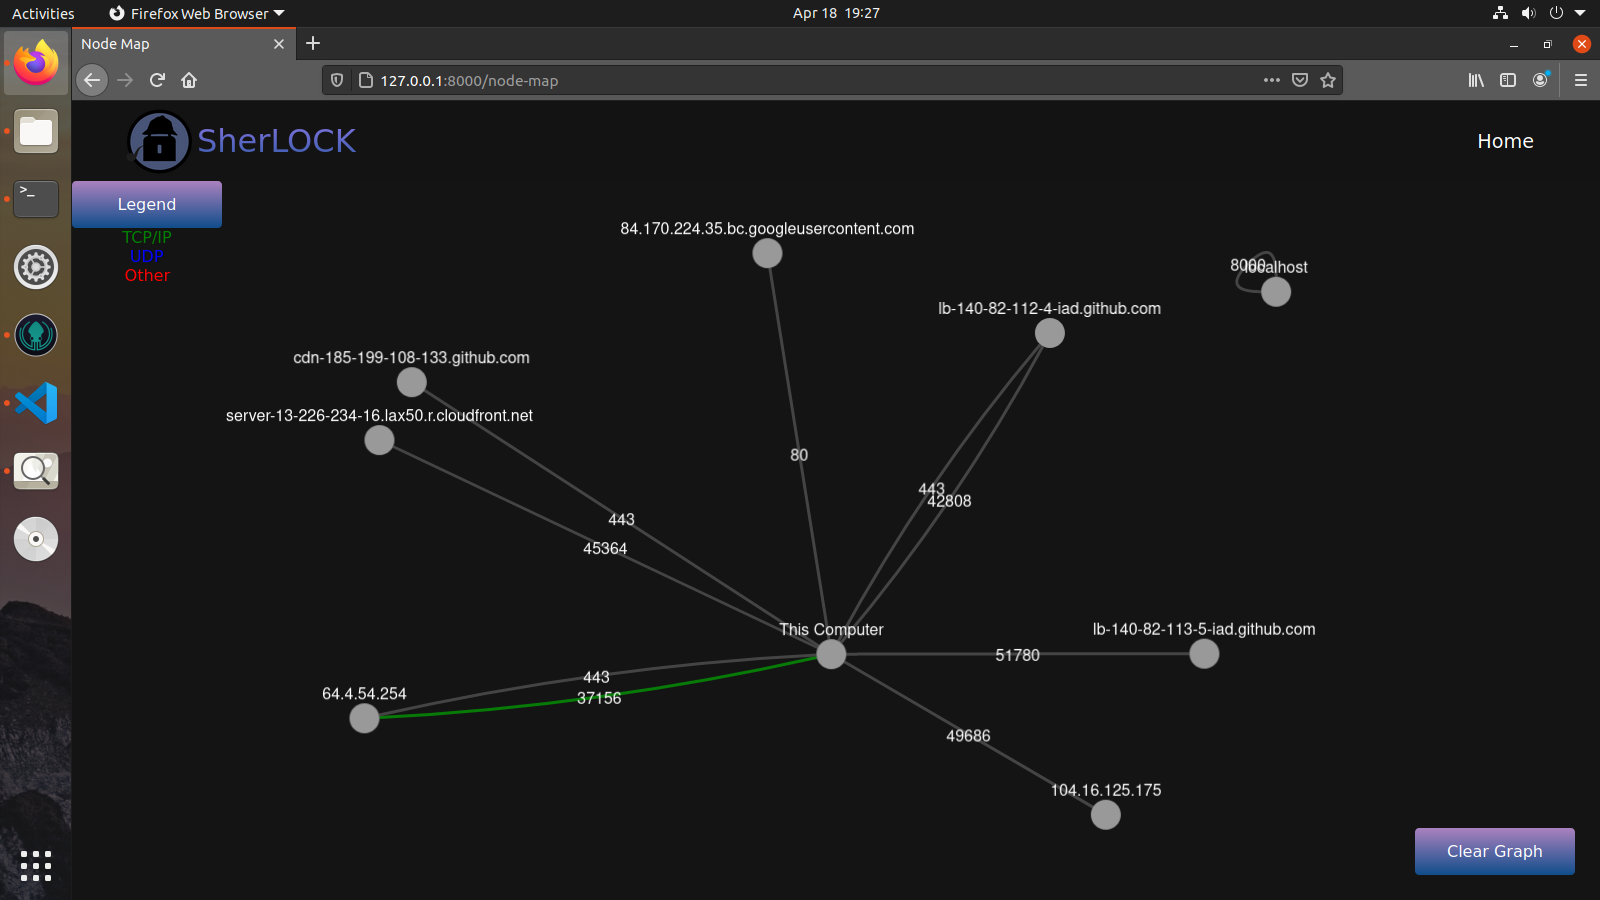 Activities
Firefox Web Browser
Apr 18 19:27
Node Map
127.0.0.1:8000/node-map
SherLOCK
Home
Legend
TCP/IP
UDP
Other
84.170.224.35.bc.googleusercontent.com
8000
localhost
lb-140-82-112-4-iad.github.com
cdn-185-199-108-133.github.com
server-13-226-234-16.lax50.r.cloudfront.net
80
443
42808
443
45364
This Computer
lb-140-82-113-5-iad.github.com
51780
443
64.4.54.254
37156
49686
104.16.125.175
Clear Graph